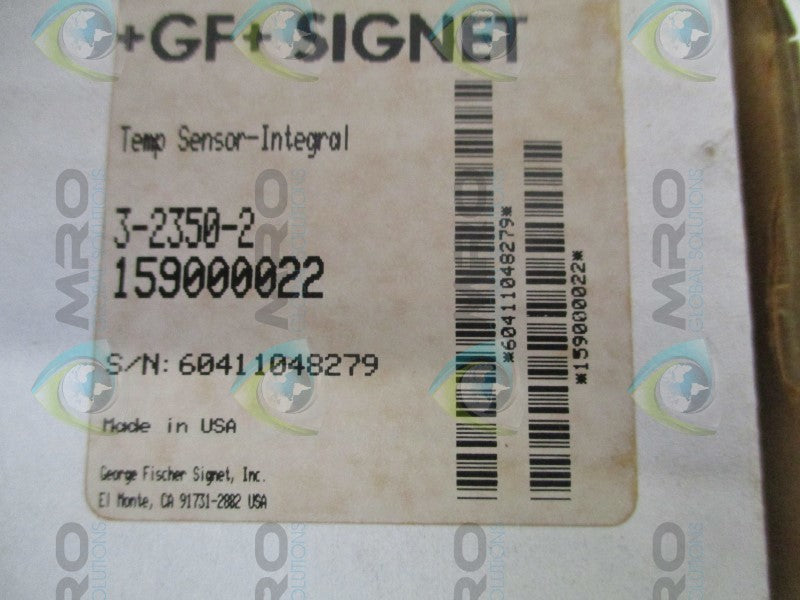 +GF+ SIGNET
Temp Sensor-Integral
3-2350-2
159000022
S/N: 60411048279
Made in USA
George Fischer Signet, Inc.
El Monte, CA 91731-2882 USA
*60411048279*
*159000022*
MRO
GLOBAL SOLUTIONS